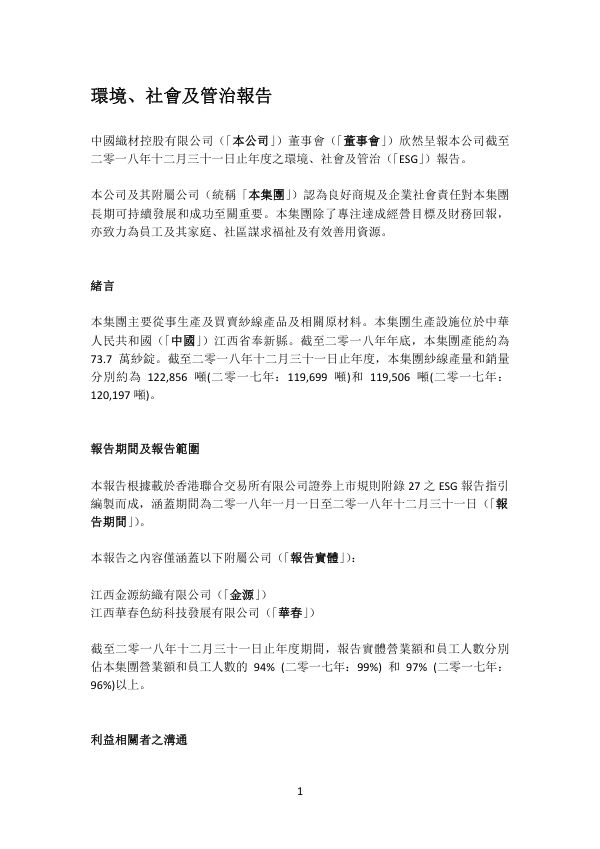 環境、社會及管治報告
中國織材控股有限公司（「本公司」）董事會（「董事會」）欣然呈報本公司截至
二零一八年十二月三十一日止年度之環境、社會及管治（「ESG」）報告。
本公司及其附屬公司（統稱「本集團」）認為良好商規及企業社會責任對本集團
長期可持續發展和成功至關重要。本集團除了專注達成經營目標及財務回報，
亦致力為員工及其家庭、社區謀求福祉及有效善用資源。
緒言
本集團主要從事生產及買賣紗線產品及相關原材料。本集團生產設施位於中華
人民共和國（「中國」）江西省奉新縣。截至二零一八年年底，本集團產能約為
73.7 萬紗錠。截至二零一八年十二月三十一日止年度，本集團紗線產量和銷量
分別約為 122,856 噸(二零一七年：119,699 噸)和 119,506 噸(二零一七年：
120,197 噸)。
報告期間及報告範圍
本報告根據載於香港聯合交易所有限公司證券上市規則附錄 27 之 ESG 報告指引
編製而成，涵蓋期間為二零一八年一月一日至二零一八年十二月三十一日（「報
告期間」）。
本報告之內容僅涵蓋以下附屬公司（「報告實體」）：
江西金源紡織有限公司（「金源」）
江西華春色紡科技發展有限公司（「華春」）
截至二零一八年十二月三十一日止年度期間，報告實體營業額和員工人數分別
佔本集團營業額和員工人數的 94% (二零一七年：99%) 和 97% (二零一七年：
96%)以上。
利益相關者之溝通
1